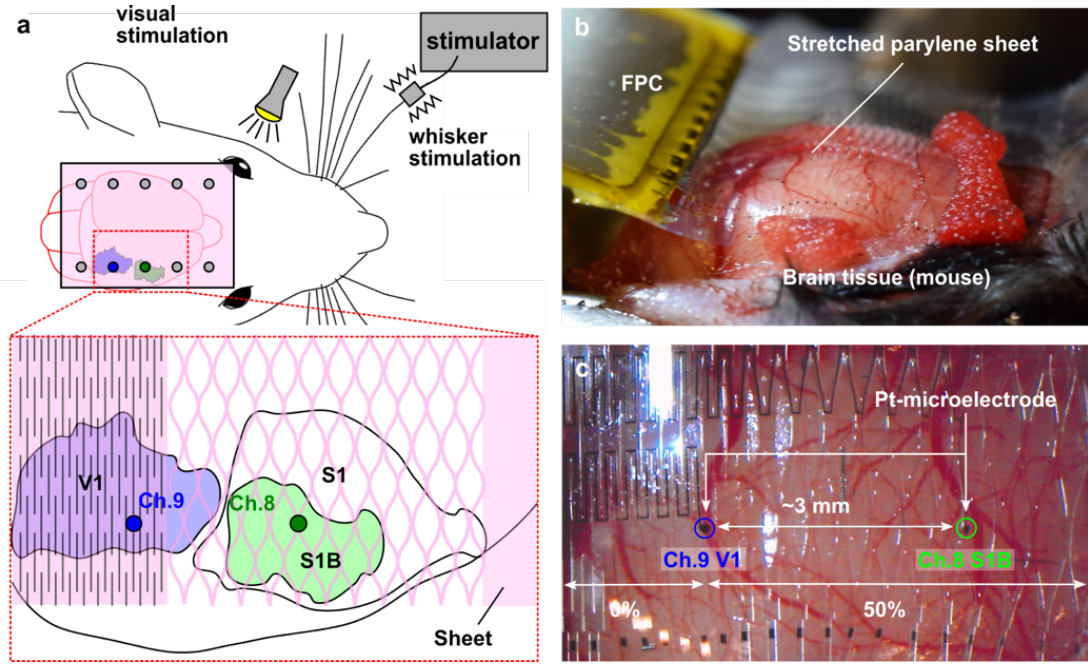 a
visual
stimulation
stimulator
whisker
stimulation
V1
Ch.9
Ch.8
S1
S1B
Sheet
b
FPC
Stretched parylene sheet
Brain tissue (mouse)
c
Pt-microelectrode
~3 mm
Ch.9 V1
Ch.8 S1B
0%
50%